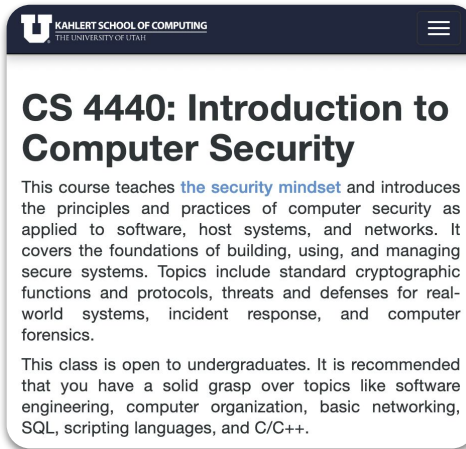 KAHLERT SCHOOL OF COMPUTING
THE UNIVERSITY OF UTAH
CS 4440: Introduction to
Computer Security
This course teaches the security mindset and introduces
the principles and practices of computer security as
applied to software, host systems, and networks. It
covers the foundations of building, using, and managing
secure systems. Topics include standard cryptographic
functions and protocols, threats and defenses for real-
world systems, incident response, and computer
forensics.
This class is open to undergraduates. It is recommended
that you have a solid grasp over topics like software
engineering, computer organization, basic networking,
SQL, scripting languages, and C/C++.